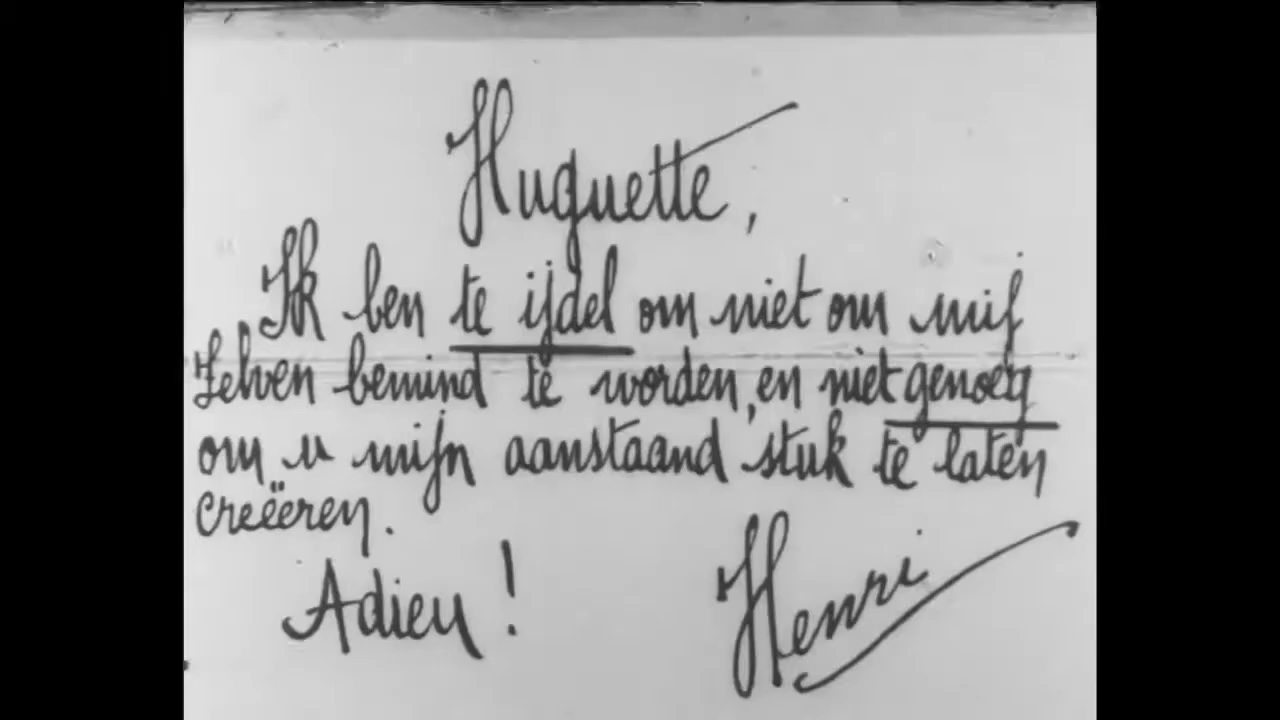 Huguette,
Ik ben te ijdel om niet om mij
Zelven bemind te worden, en niet genoeg
om u mijn aanstaand stuk te laten
creëeren.
Adieu!
Henri